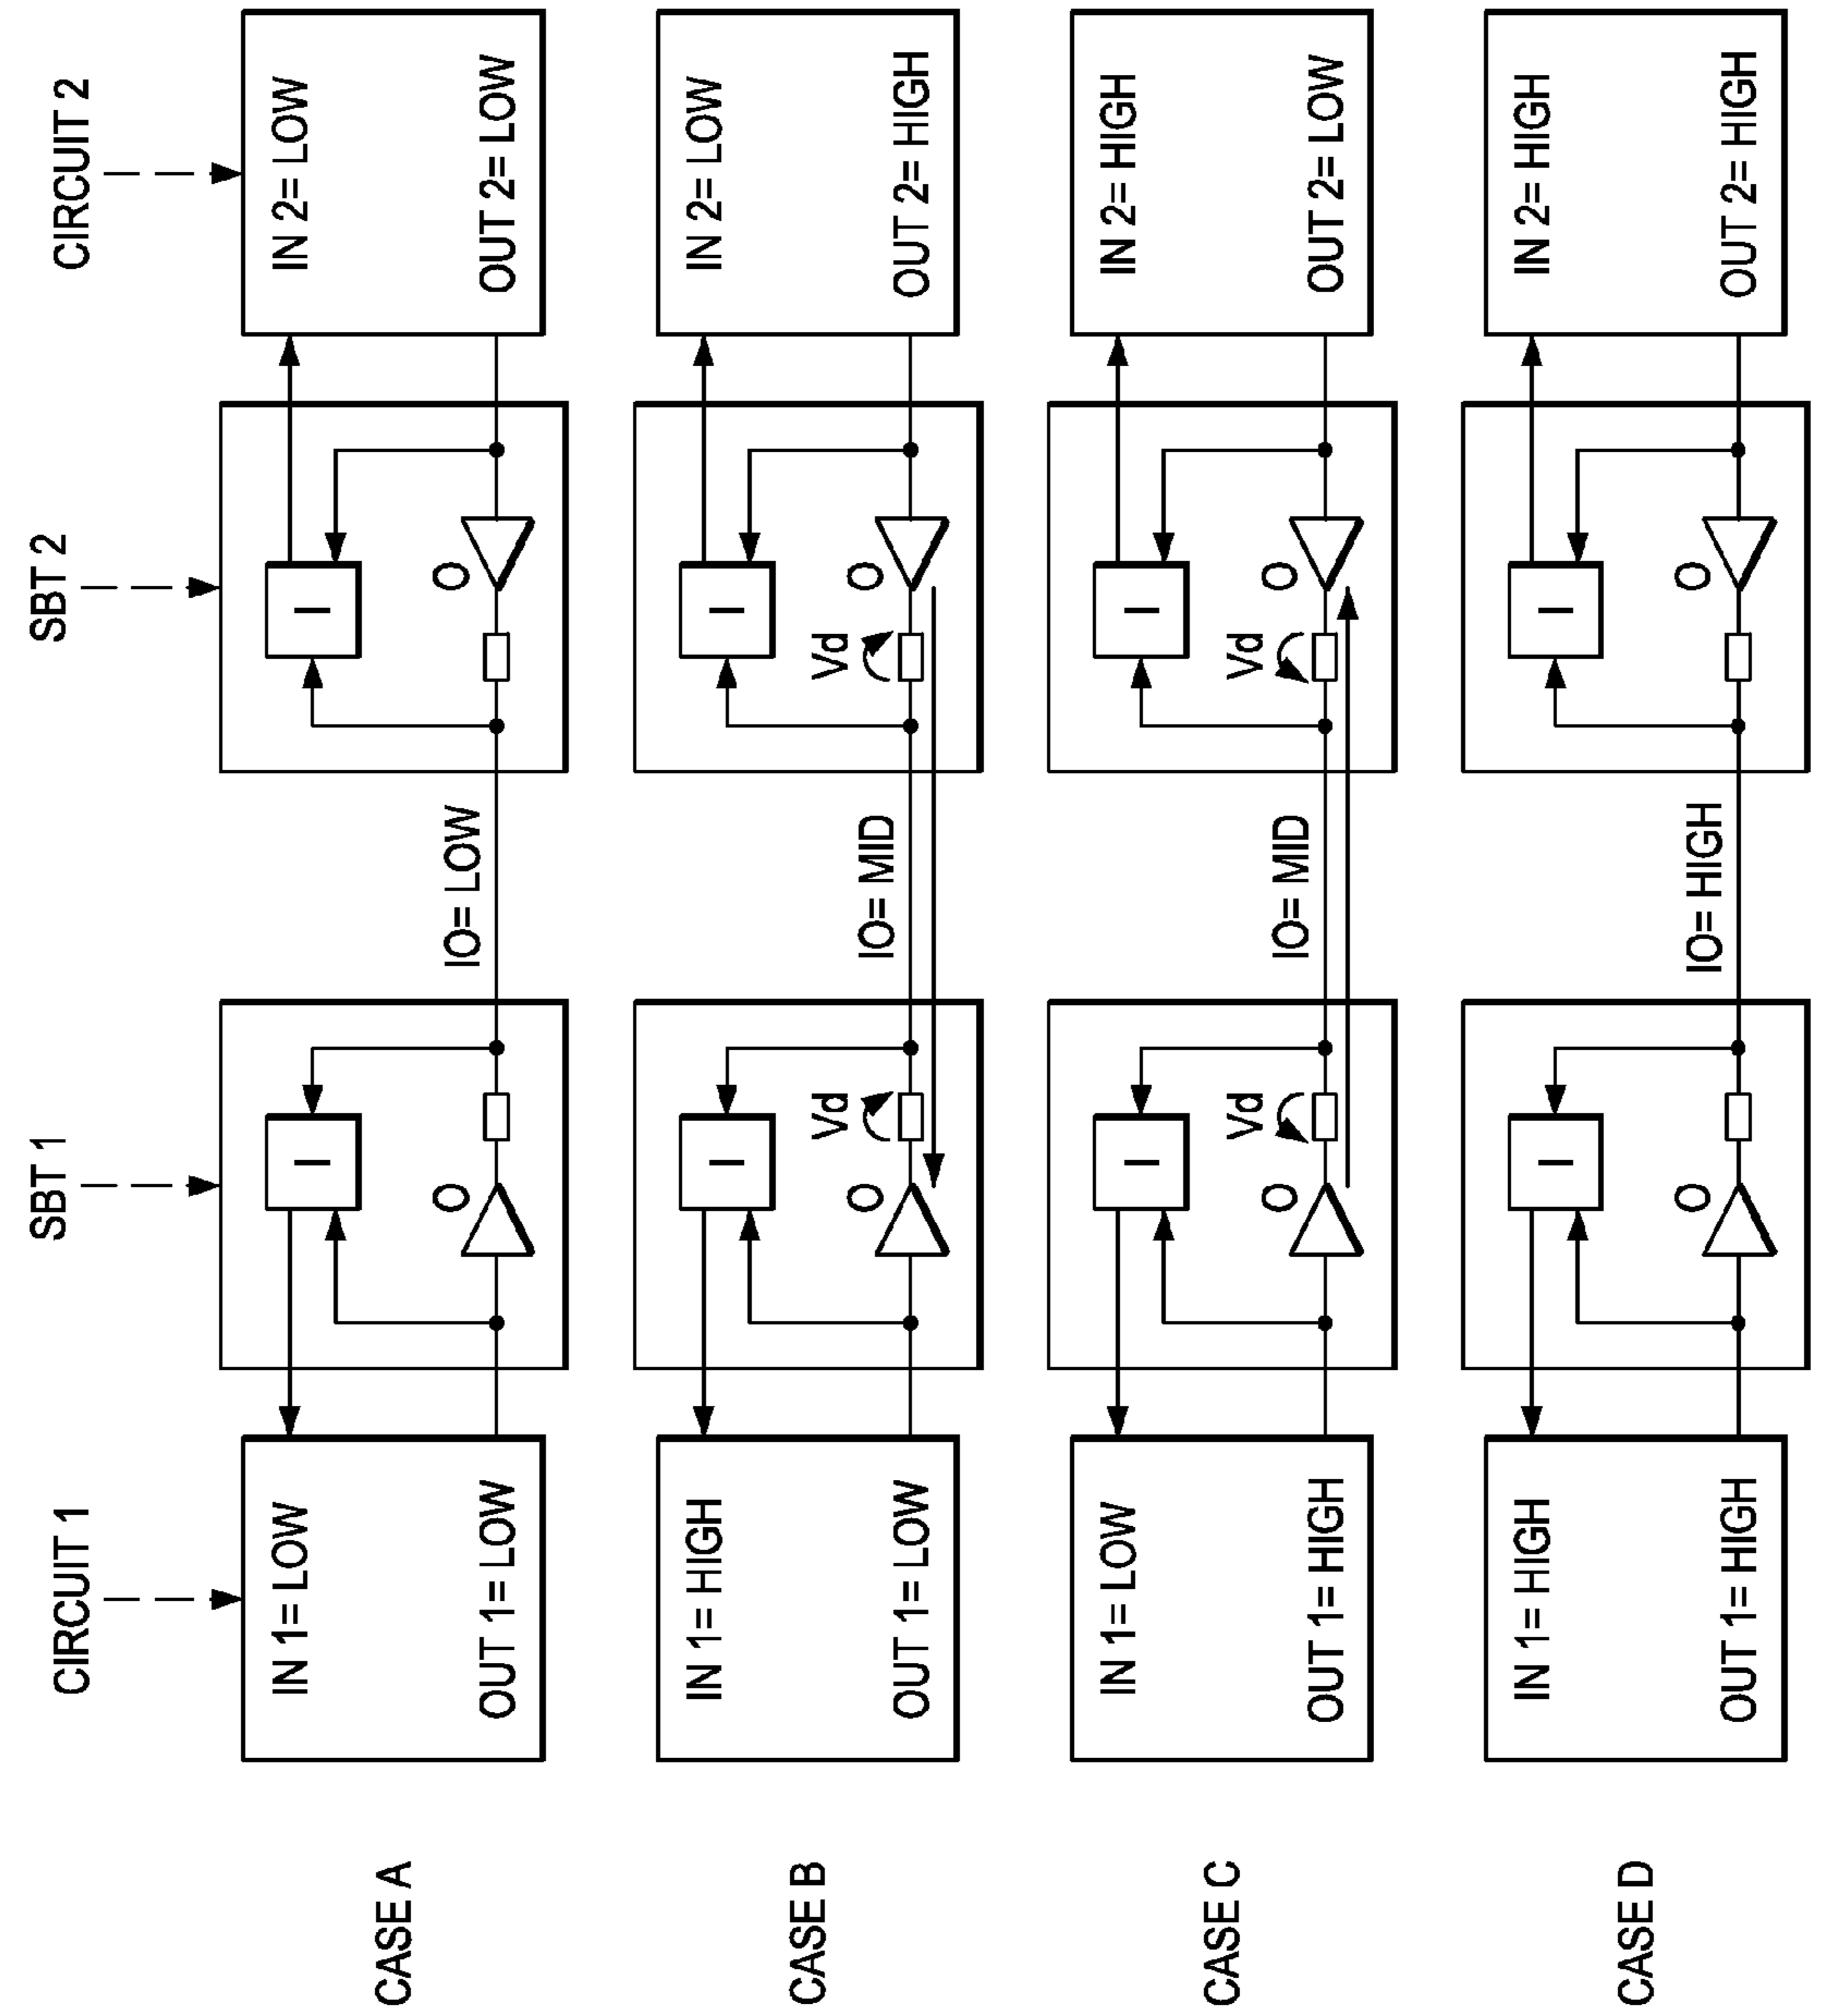 CIRCUIT 1
SBT 1
SBT 2
CIRCUIT 2
CASE A
IN 1= LOW
OUT 1= LOW
I
O
IO= LOW
I
O
IN 2= LOW
OUT 2= LOW
CASE B
IN 1= HIGH
OUT 1= LOW
I
O
Vd
IO= MID
I
O
Vd
IN 2= LOW
OUT 2= HIGH
CASE C
IN 1= LOW
OUT 1= HIGH
I
O
Vd
IO= MID
I
O
Vd
IN 2= HIGH
OUT 2= LOW
CASE D
IN 1= HIGH
OUT 1= HIGH
I
O
IO= HIGH
I
O
IN 2= HIGH
OUT 2= HIGH